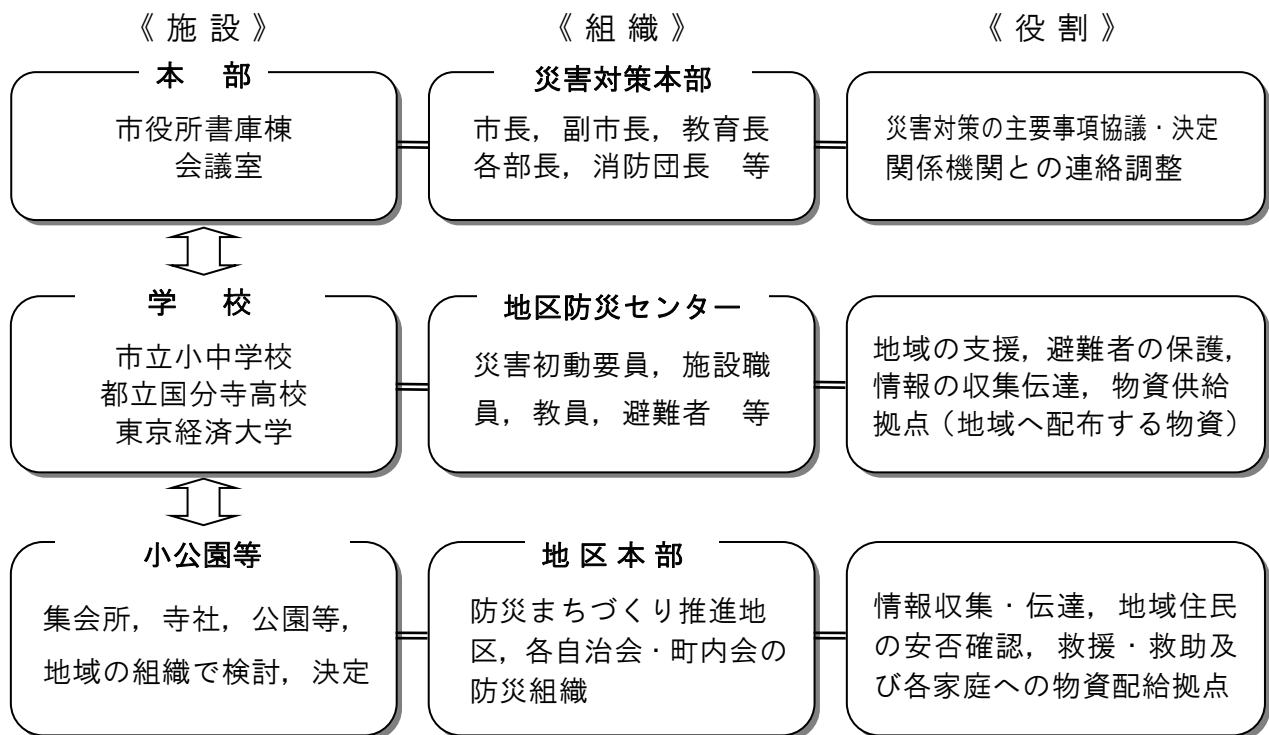 《施設》
《組織》
《役割》
本 部
市役所書庫棟
会議室
災害対策本部
市長，副市長，教育長
各部長，消防団長 等
災害対策の主要事項協議・決定
関係機関との連絡調整
学 校
市立小中学校
都立国分寺高校
東京経済大学
地区防災センター
災害初動要員，施設職
員，教員，避難者 等
地域の支援，避難者の保護，
情報の収集伝達，物資供給
拠点（地域へ配布する物資）
小公園等
集会所，寺社，公園等，
地域の組織で検討，決定
地区本部
防災まちづくり推進地
区，各自治会・町内会の
防災組織
情報収集・伝達，地域住民
の安否確認，救援・救助及
び各家庭への物資配給拠点